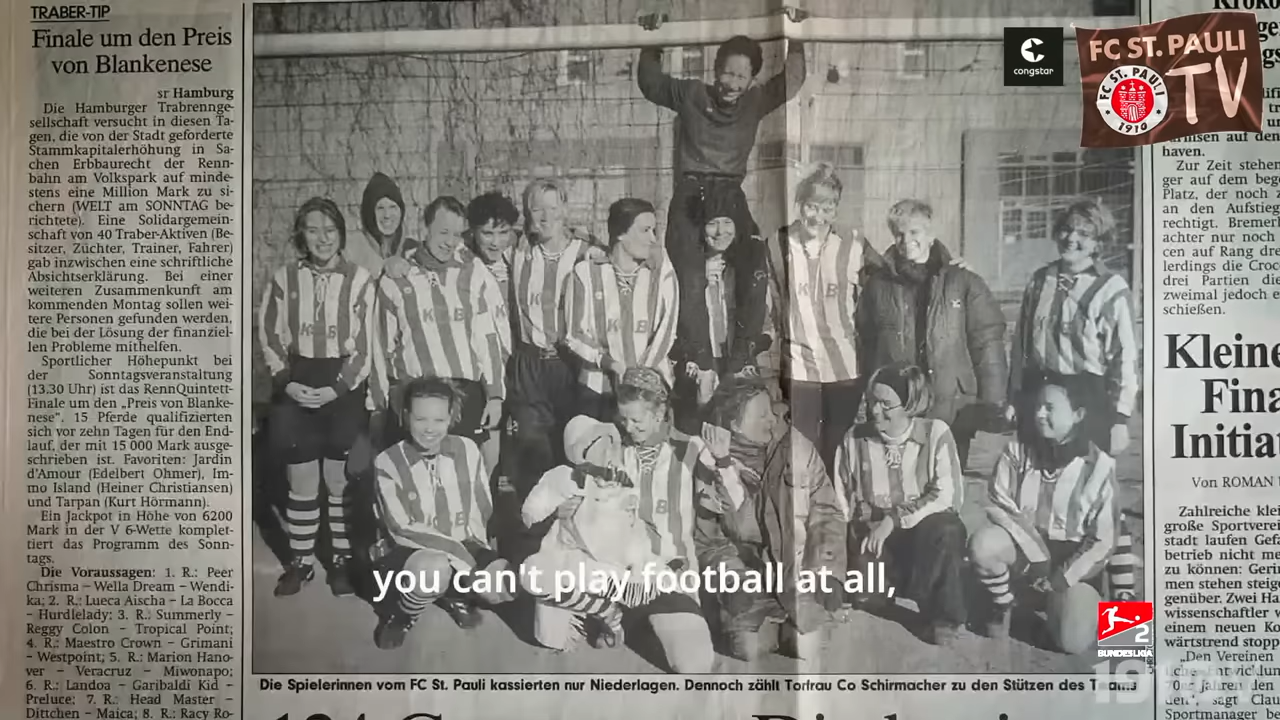 TRABER-TIP
Finale um den Preis
von Blankenese
sr Hamburg
Die Hamburger Trabrennge-
sellschaft versucht in diesen Ta-
gen, die von der Stadt geforderte
Stammkapitalerhöhung in Sa-
chen Erbbaurecht der Renn-
bahn am Volkspark auf minde-
stens eine Million Mark zu si-
chern (WELT am SONNTAG be-
richtete). Eine Solidargemein-
schaft von 40 Traber-Aktiven (Be-
sitzer, Züchter, Trainer, Fahrer)
gab inzwischen eine schriftliche
Absichtserklärung. Bei einer
weiteren Zusammenkunft am
kommenden Montag sollen wei-
tere Personen gefunden werden,
die bei der Lösung der finanziel-
len Probleme mithelfen.
Sportlicher Höhepunkt bei
der Sonntagsveranstaltung
(13.30 Uhr) ist das RennQuintett-
Finale um den „Preis von Blanke-
nese". 15 Pferde qualifizierten
sich vor zehn Tagen für den End-
lauf, der mit 15 000 Mark ausge-
schrieben ist. Favoriten: Jardin
d'Amour (Edelbert Ohmer), Im-
mo Island (Heiner Christiansen)
und Tarpan (Kurt Hörmann).
Ein Jackpot in Höhe von 6200
Mark in der V 6-Wette komplet-
tiert das Programm des Sonn-
tags.
Die Voraussagen: 1. R.: Peer
Chrisma – Wella Dream – Wendi-
ka; 2. R.: Lueca Aischa – La Bocca
– Hurdlelady; 3. R.: Summerly –
Reggy Colon – Tropical Point;
4. R.: Maestro Crown – Grimani
– Westpoint; 5. R.: Marion Hano-
ver – Veracruz – Miwonapo;
6. R.: Landoa – Garibaldi Kid –
Preluce; 7. R.: Head Master –
Dittchen – Maica; 8. R.: Racy Ro-
congstar
FC ST. PAULI
TV
FC ST. PAULI
1910
you can't play football at all,
Die Spielerinnen vom FC St. Pauli kassierten nur Niederlagen. Dennoch zählt Torfrau Co Schirmacher zu den Stützen des Teams
auf dem
haven.
Zur Zeit stehen
ger auf dem beg
Platz, der noch z
an den Aufstieg
rechtigt. Bremer
achter nur noch
cen auf Rang dre
lerdings die Croc
drei Partien die
zweimal jedoch e
schießen.
Kleine
Fina
Initia
Von ROMAN
Zahlreiche klei
große Sportverei
stadt laufen Gefa
betrieb nicht me
zu können: Gerin
men stehen steige
genüber. Zwei Ha
wissenschaftler
einem neuen Ko
wärtstrend stopp
„Den Vereinen
Sportmanager be
2
BUNDESLIGA